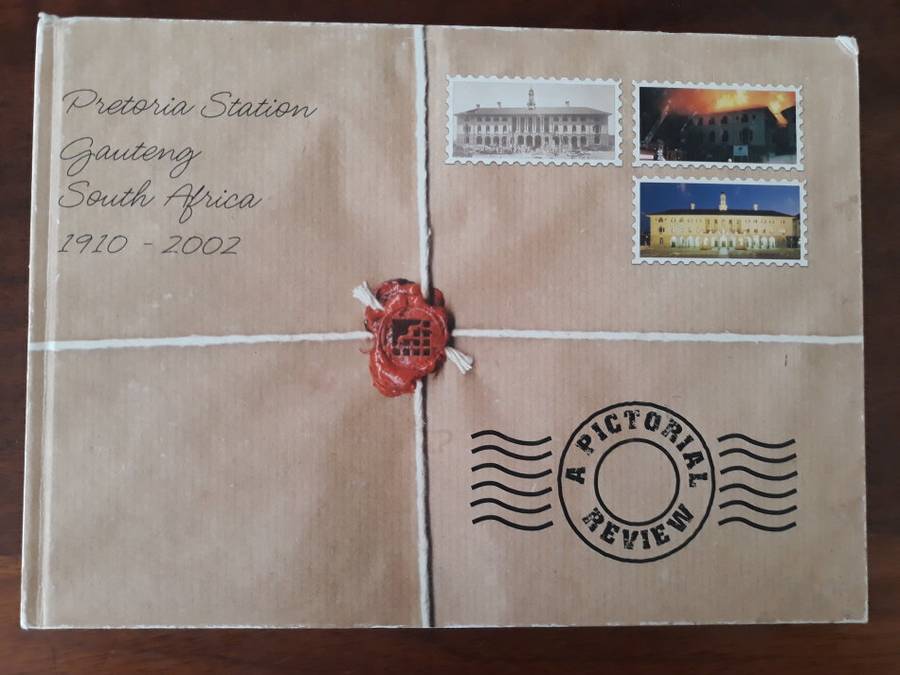 Pretoria Station
Gauteng
South Africa
1910 - 2002
A PICTORIAL
REVIEW